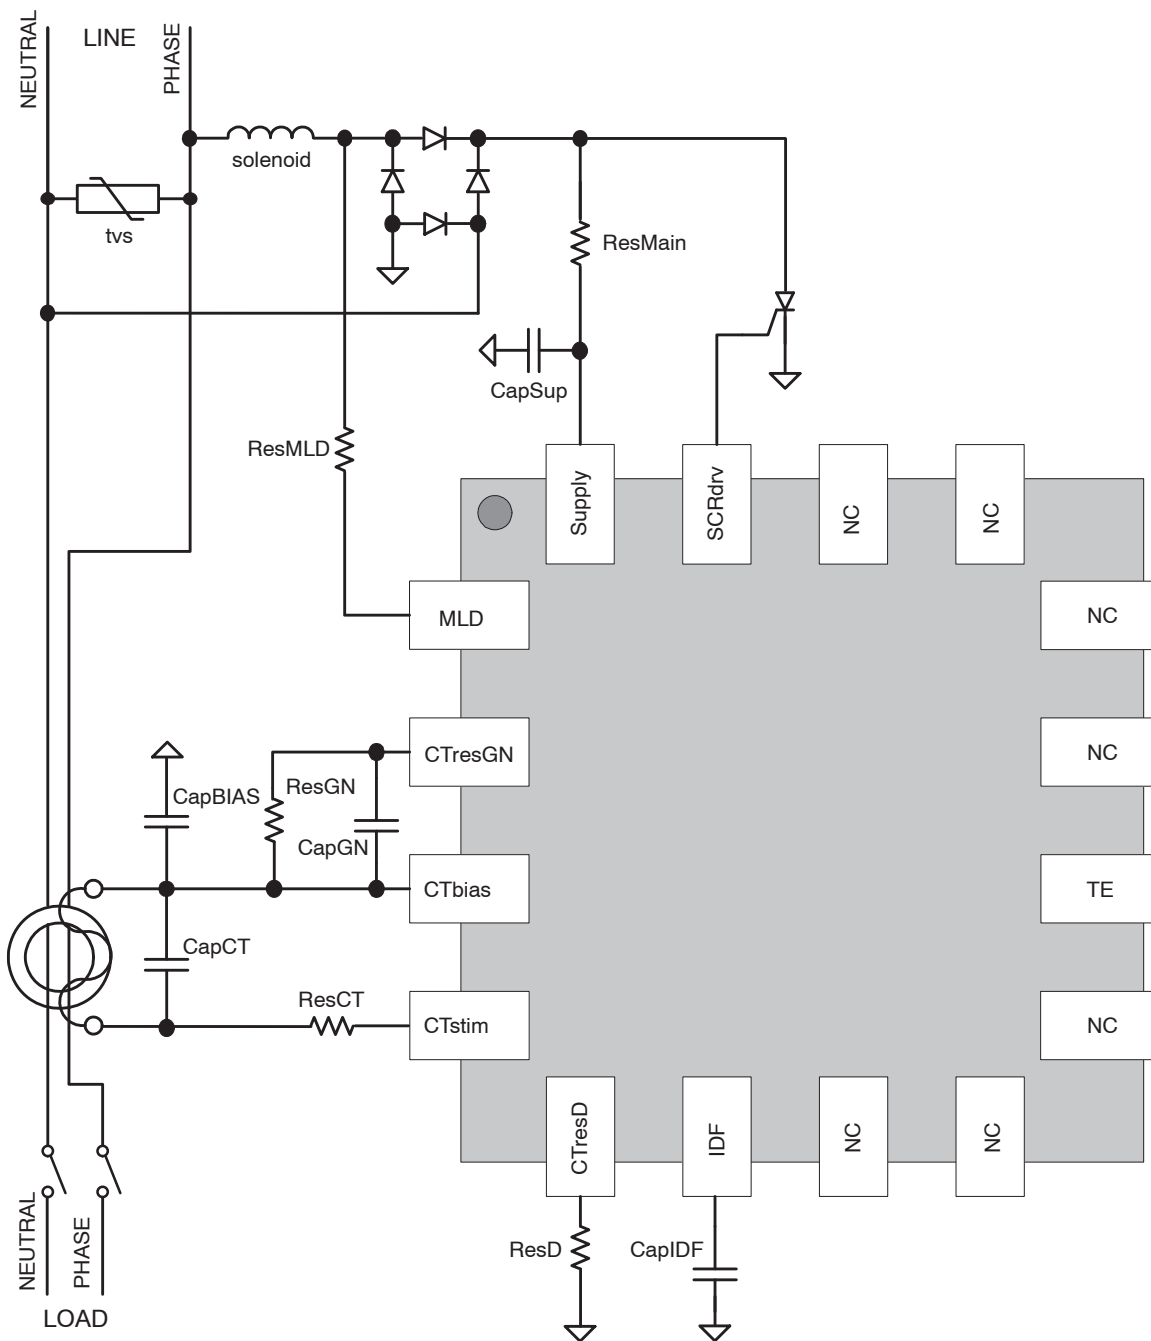 NEUTRAL
LINE
PHASE
solenoid
tvs
ResMain
CapSup
ResMLD
Supply
SCRdrv
NC
NC
MLD
NC
CTresGN
NC
CapBIAS
ResGN
CapGN
CTbias
TE
CapCT
ResCT
CTstim
NC
CTresD
IDF
NC
NC
NEUTRAL
PHASE
ResD
CapIDF
LOAD